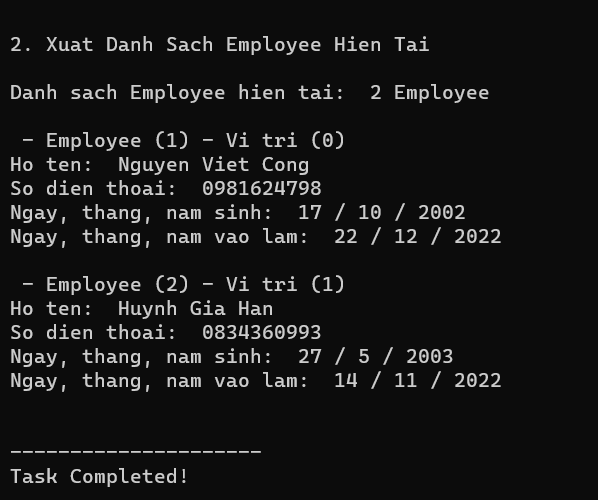 2. Xuat Danh Sach Employee Hien Tai
Danh sach Employee hien tai:  2 Employee
- Employee (1) - Vi tri (0)
Ho ten:  Nguyen Viet Cong
So dien thoai:  0981624798
Ngay, thang, nam sinh:  17 / 10 / 2002
Ngay, thang, nam vao lam:  22 / 12 / 2022
- Employee (2) - Vi tri (1)
Ho ten:  Huynh Gia Han
So dien thoai:  0834360993
Ngay, thang, nam sinh:  27 / 5 / 2003
Ngay, thang, nam vao lam:  14 / 11 / 2022
---------------------
Task Completed!